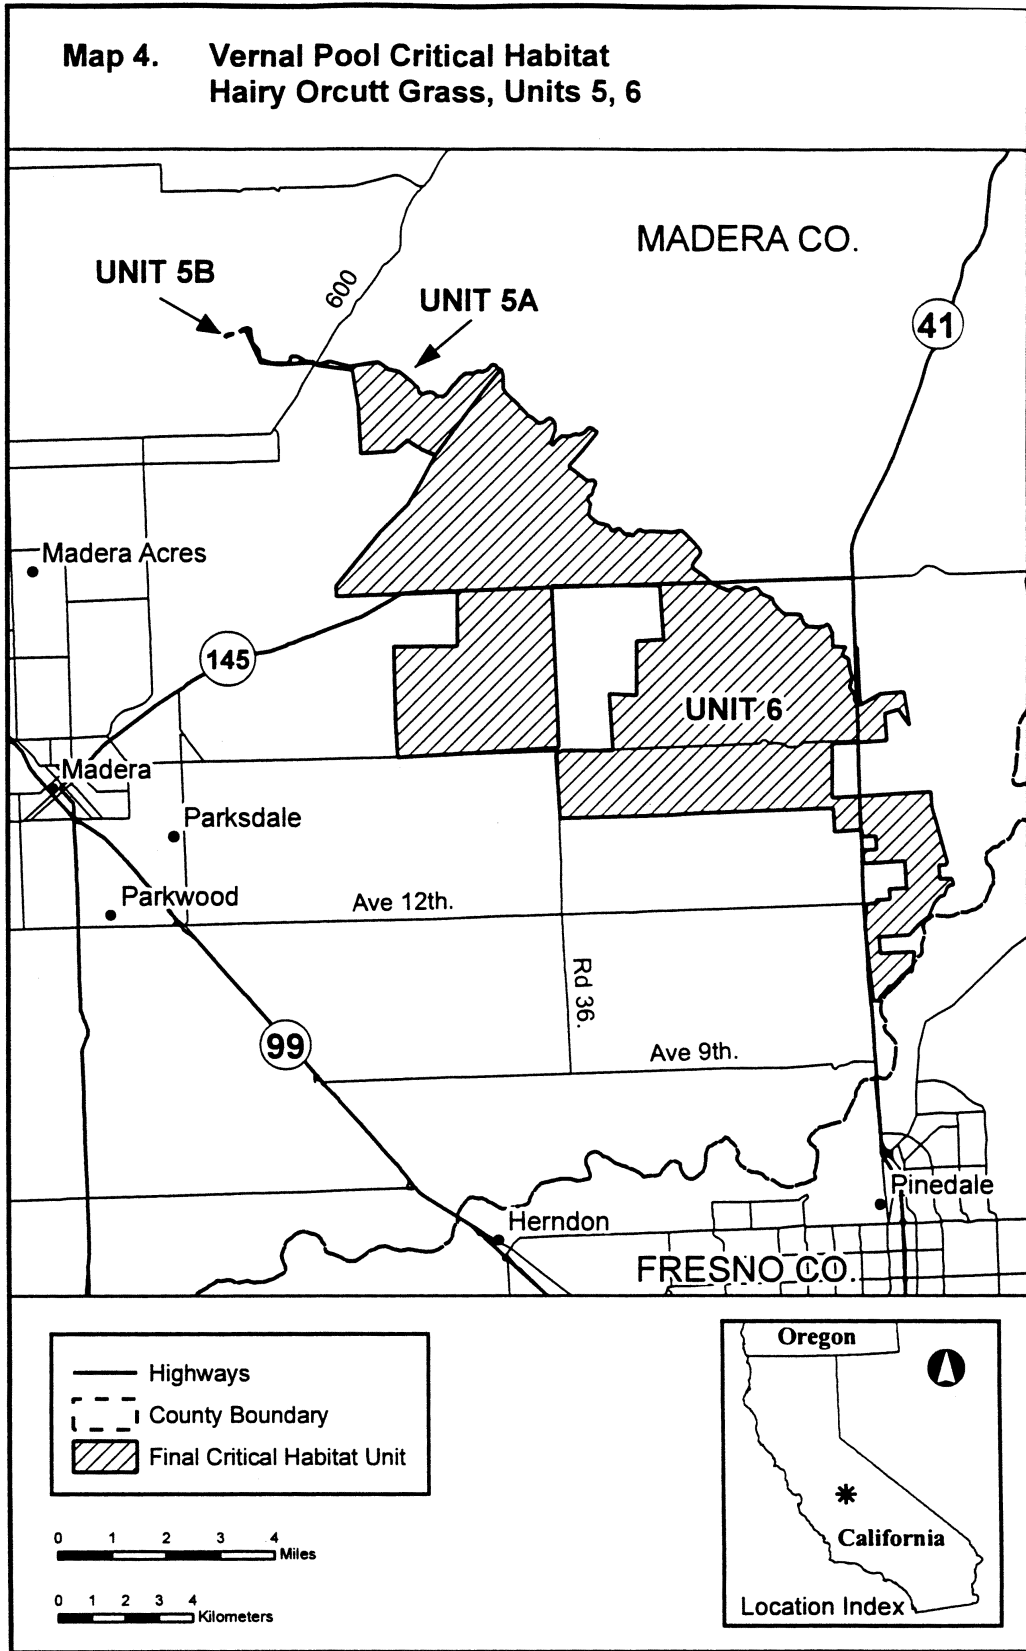 Map 4. Vernal Pool Critical Habitat
Hairy Orcutt Grass, Units 5, 6
MADERA CO.
UNIT 5B
600
UNIT 5A
41
Madera Acres
145
UNIT 6
Madera
Parksdale
Parkwood
Ave 12th.
Rd 36.
99
Ave 9th.
Pinedale
Herndon
FRESNO CO.
Highways
County Boundary
Final Critical Habitat Unit
0 1 2 3 4
Miles
0 1 2 3 4
Kilometers
Oregon
California
Location Index